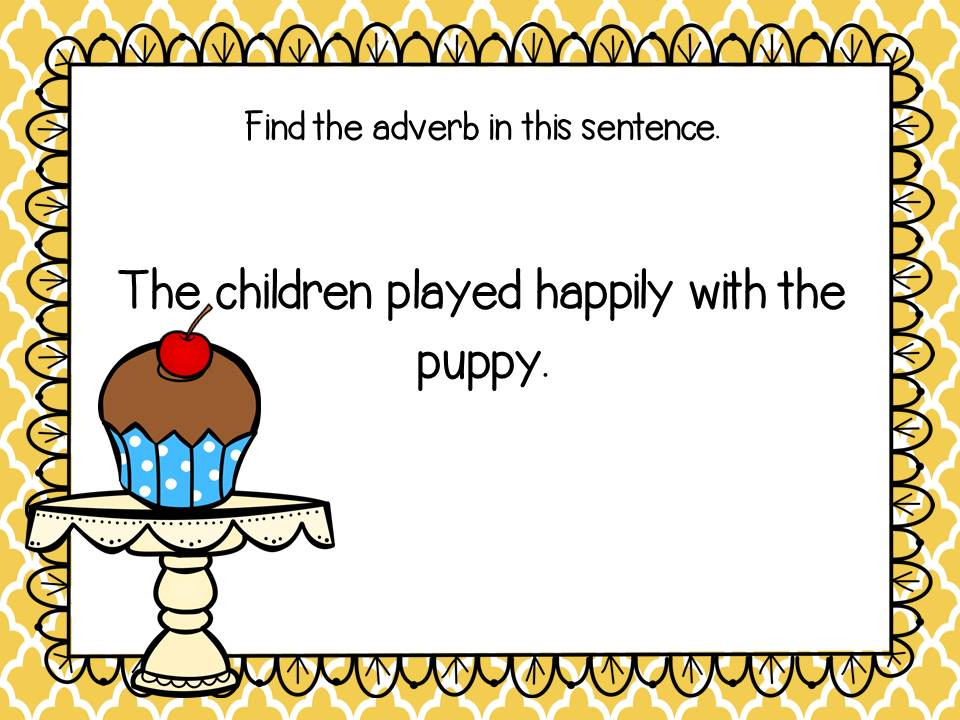 Find the adverb in this sentence.
The children played happily with the
puppy.